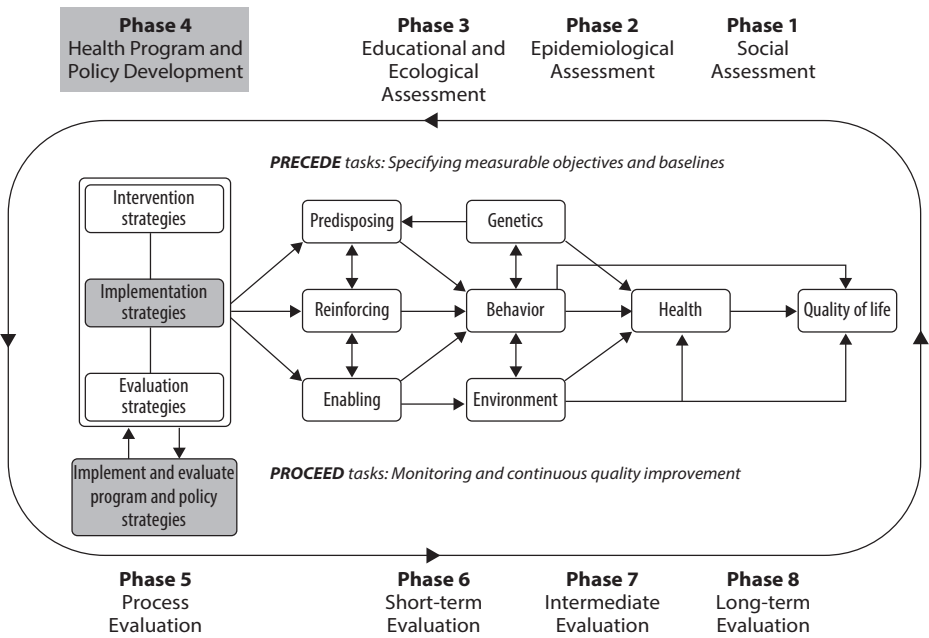 Phase 4
Health Program and
Policy Development
Phase 3
Educational and
Ecological
Assessment
Phase 2
Epidemiological
Assessment
Phase 1
Social
Assessment
PRECEDE tasks: Specifying measurable objectives and baselines
Intervention
strategies
Implementation
strategies
Evaluation
strategies
Predisposing
Reinforcing
Enabling
Genetics
Behavior
Environment
Health
Quality of life
Implement and evaluate
program and policy
strategies
PROCEED tasks: Monitoring and continuous quality improvement
Phase 5
Process
Evaluation
Phase 6
Short-term
Evaluation
Phase 7
Intermediate
Evaluation
Phase 8
Long-term
Evaluation